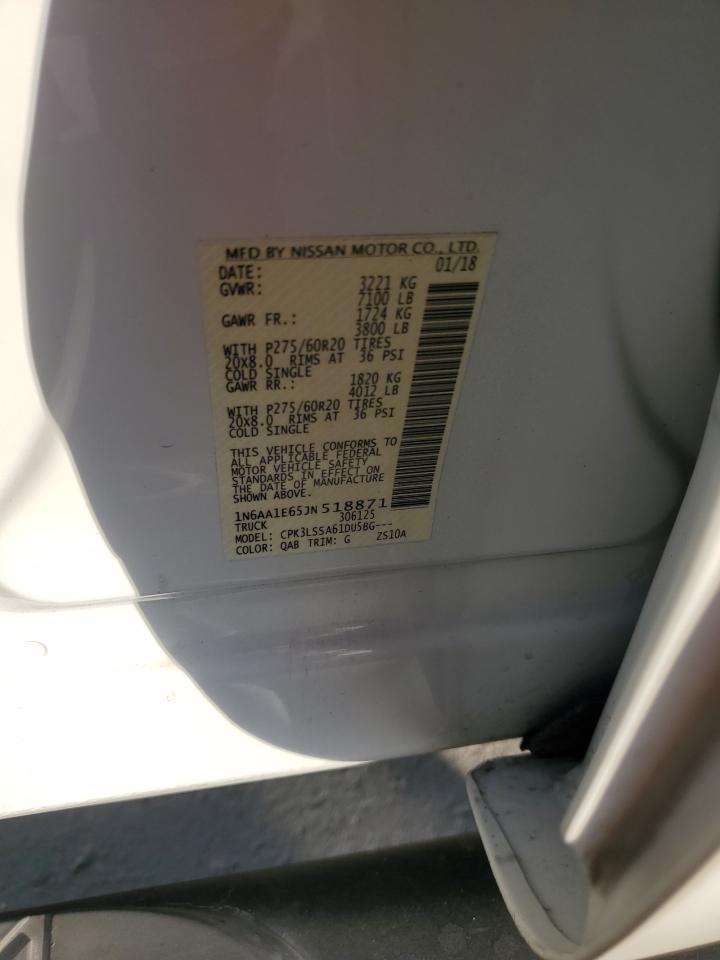 MFD BY NISSAN MOTOR CO., LTD.
DATE: 01/18
GVWR: 3221 KG
7100 LB
GAWR FR.: 1724 KG
3800 LB
WITH P275/60R20 TIRES
20X8.0 RIMS AT 36 PSI
COLD SINGLE
GAWR RR.: 1820 KG
4012 LB
WITH P275/60R20 TIRES
20X8.0 RIMS AT 36 PSI
COLD SINGLE
THIS VEHICLE CONFORMS TO
ALL APPLICABLE FEDERAL
MOTOR VEHICLE SAFETY
STANDARDS IN EFFECT ON
THE DATE OF MANUFACTURE
SHOWN ABOVE.
1N6AA1E65JN518871
TRUCK 306125
MODEL: CPK3LSSA61DU5BG---
COLOR: QAB TRIM: G ZS10A